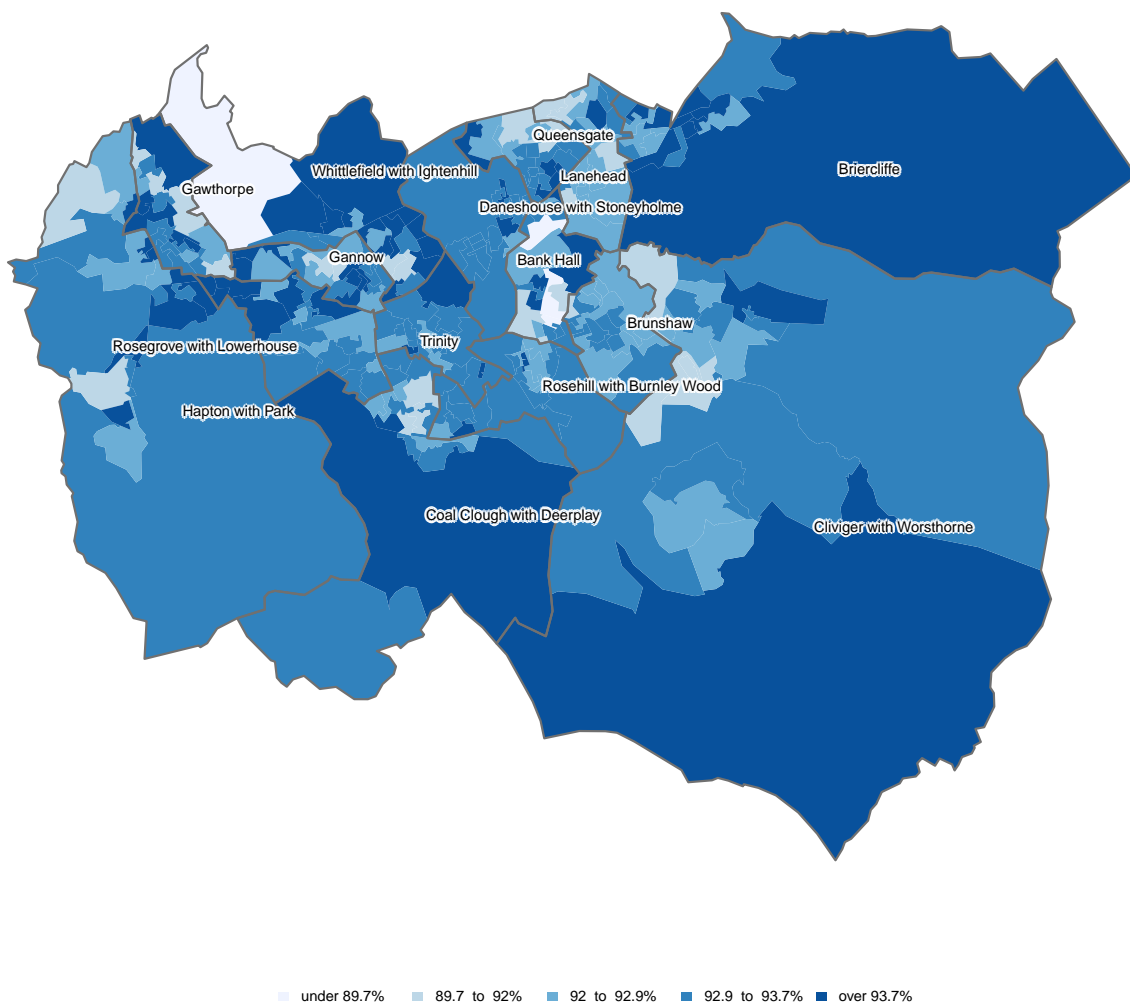 Queensgate
Briercliffe
Whittlefield with Ightenhill
Lanehead
Gawthorpe
Daneshouse with Stoneyholme
Gannow
Bank Hall
Brunshaw
Trinity
Rosegrove with Lowerhouse
Rosehill with Burnley Wood
Hapton with Park
Coal Clough with Deerplay
Cliviger with Worsthorne
under 89.7% 89.7 to 92% 92 to 92.9% 92.9 to 93.7% over 93.7%